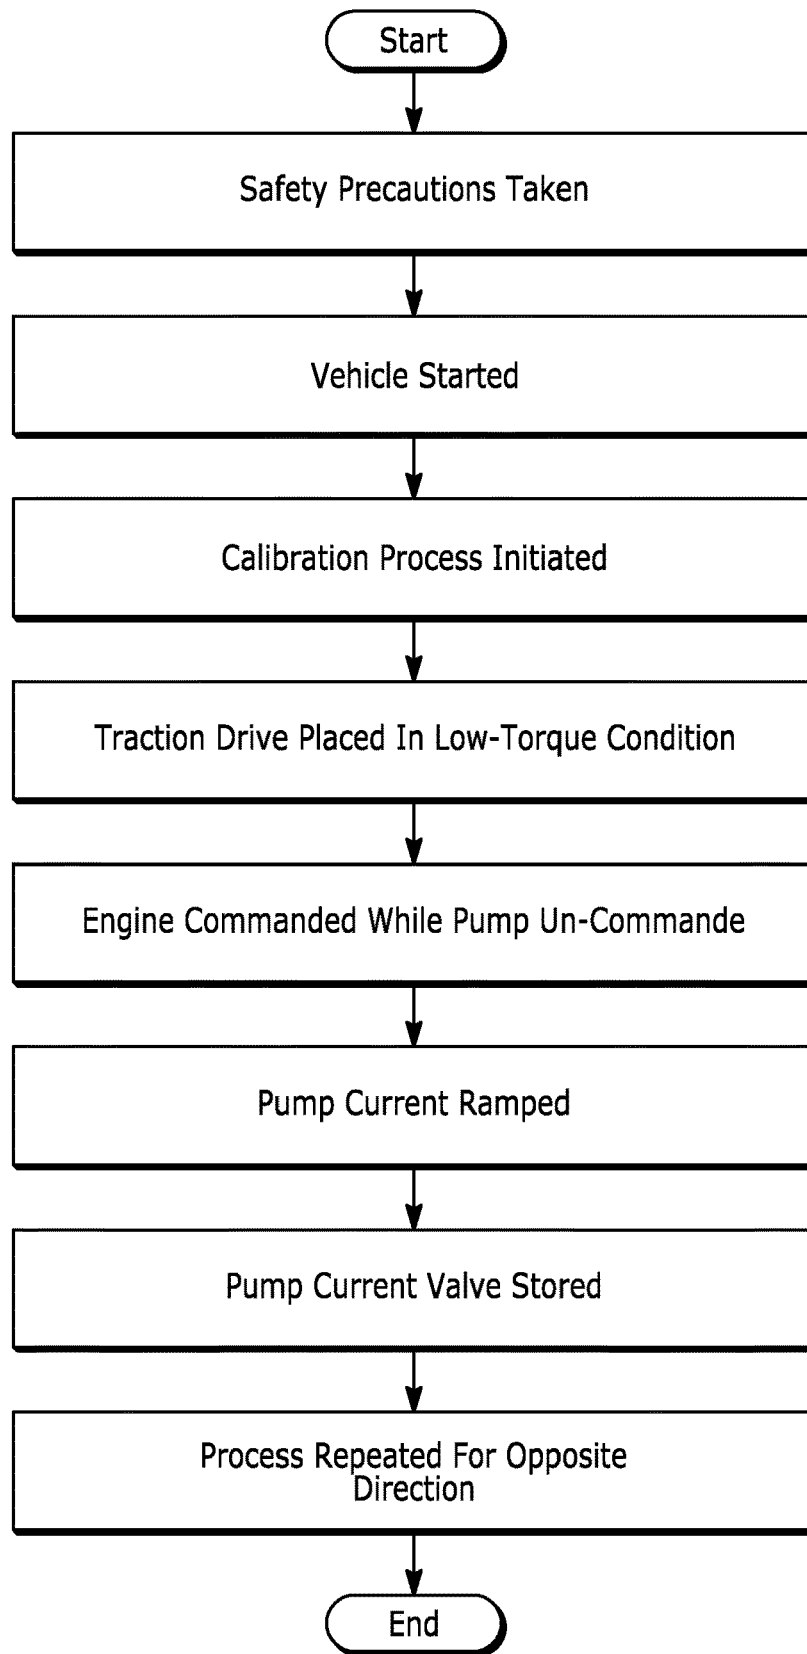 Start
Safety Precautions Taken
Vehicle Started
Calibration Process Initiated
Traction Drive Placed In Low-Torque Condition
Engine Commanded While Pump Un-Commande
Pump Current Ramped
Pump Current Valve Stored
Process Repeated For Opposite
Direction
End